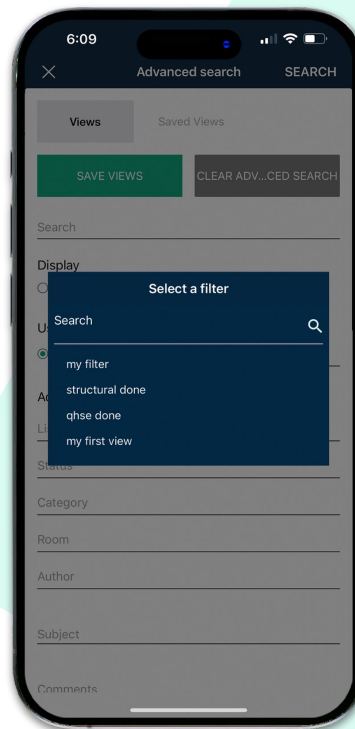 6:09
Advanced search SEARCH
Views Saved Views
SAVE VIEWS CLEAR ADV...CED SEARCH
Search
Display
Select a filter
Search
my filter
structural done
qhse done
my first view
Status
Category
Room
Author
Subject
Comments